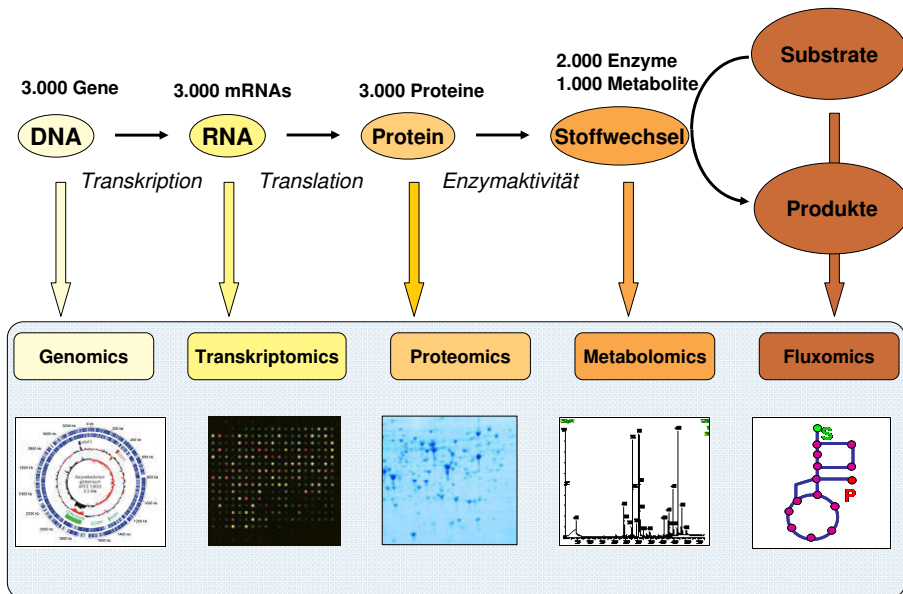 Substrate
2.000 Enzyme
1.000 Metabolite
3.000 Gene
3.000 mRNAs
3.000 Proteine
DNA
RNA
Protein
Stoffwechsel
Transkription
Translation
Enzymaktivität
Produkte
Genomics
Transkriptomics
Proteomics
Metabolomics
Fluxomics
S
P